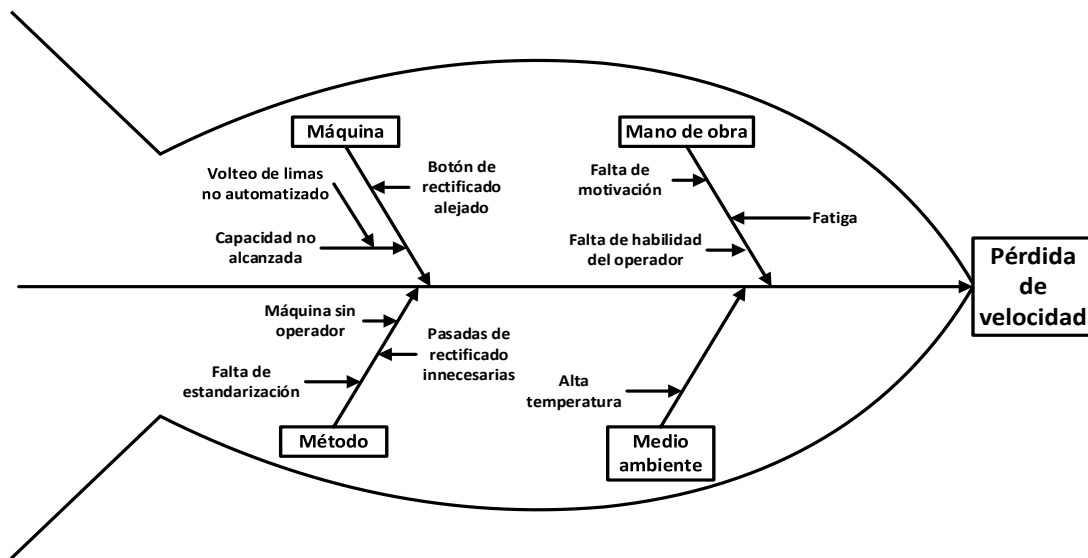 Máquina
Mano de obra
Volteo de limas
no automatizado
Botón de
rectificado
alejado
Capacidad no
alcanzada
Falta de
motivación
Fatiga
Falta de habilidad
del operador
Pérdida
de
velocidad
Máquina sin
operador
Pasadas de
rectificado
innecesarias
Falta de
estandarización
Alta
temperatura
Método
Medio
ambiente